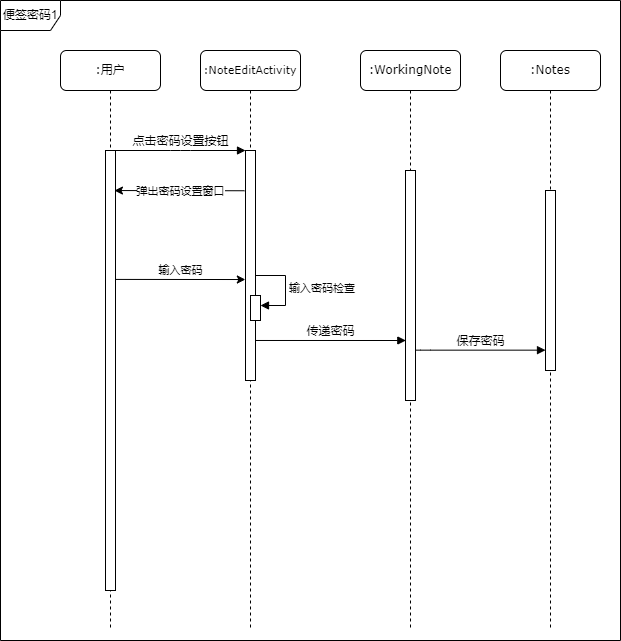 便签密码1
:用户
:NoteEditActivity
:WorkingNote
:Notes
点击密码设置按钮
弹出密码设置窗口
输入密码
输入密码检查
传递密码
保存密码